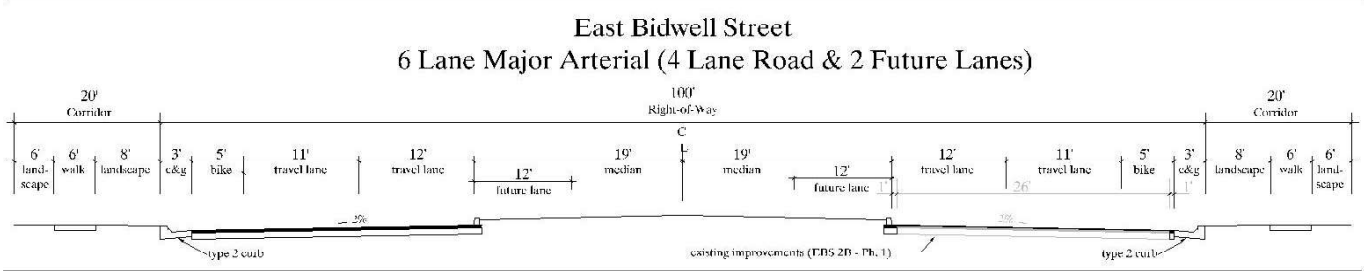 East Bidwell Street
6 Lane Major Arterial (4 Lane Road & 2 Future Lanes)
20'
Corridor
100'
Right-of-Way
20'
Corridor
C
L
6'
land-
scape
6'
walk
8'
landscape
3'
c&g
5'
bike
11'
travel lane
12'
travel lane
19'
median
19'
median
12'
travel lane
11'
travel lane
5'
bike
3'
c&g
8'
landscape
6'
walk
6'
land-
scape
12'
future lane
12'
future lane
1'
26'
1'
type 2 curb
existing improvements (EBS 2B - Ph. 1)
type 2 curb